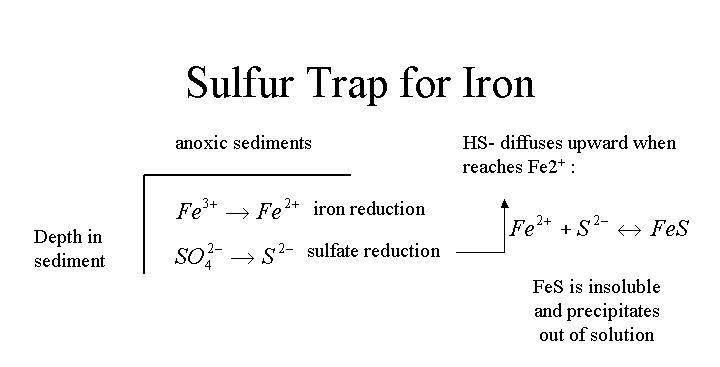 Sulfur Trap for Iron
anoxic sediments
HS- diffuses upward when
reaches Fe2⁺ :
Depth in
sediment
Fe³⁺ → Fe²⁺ iron reduction
SO₄²⁻ → S²⁻ sulfate reduction
Fe²⁺ + S²⁻ ↔ FeS
FeS is insoluble
and precipitates
out of solution